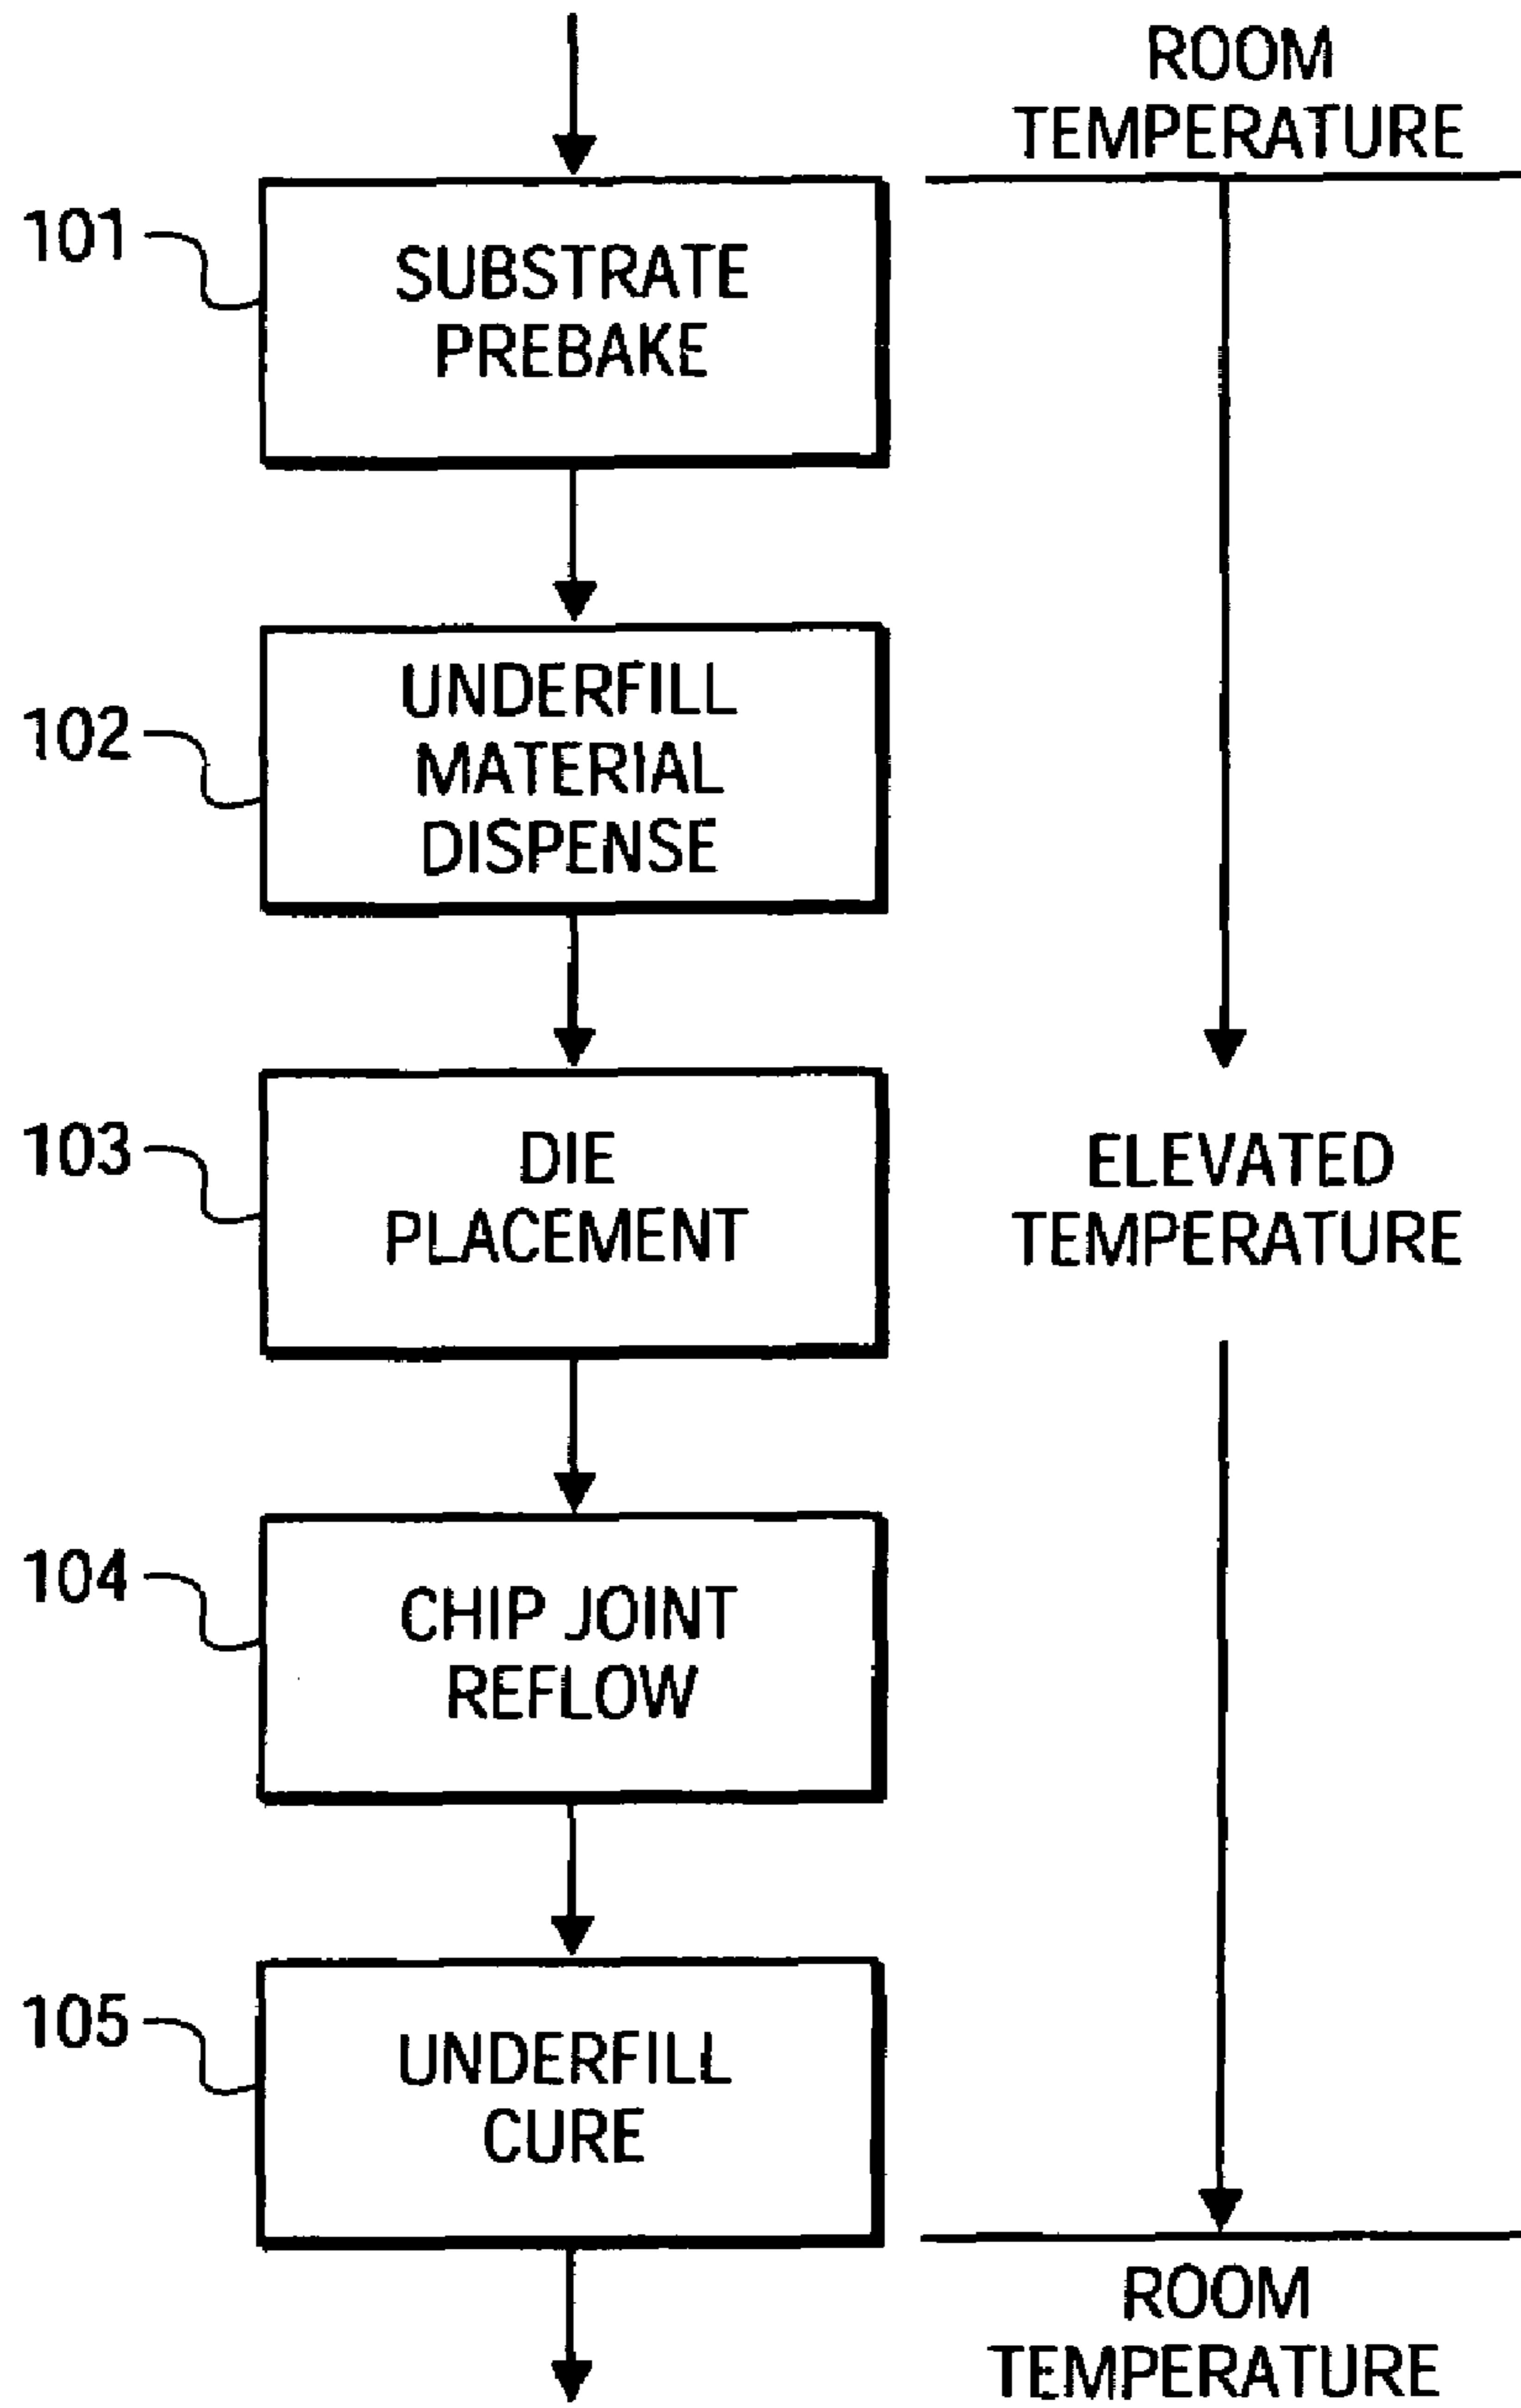 ROOM
TEMPERATURE
101
SUBSTRATE
PREBAKE
102
UNDERFILL
MATERIAL
DISPENSE
103
DIE
PLACEMENT
ELEVATED
TEMPERATURE
104
CHIP JOINT
REFLOW
105
UNDERFILL
CURE
ROOM
TEMPERATURE